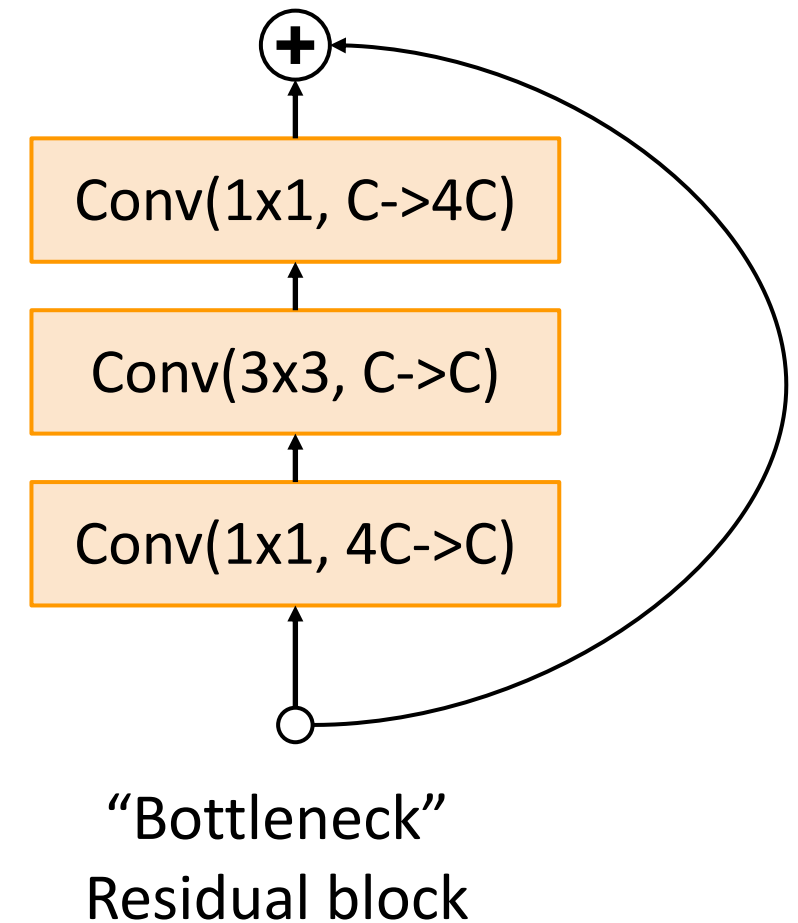 +
Conv(1x1, C->4C)
Conv(3x3, C->C)
Conv(1x1, 4C->C)
“Bottleneck”
Residual block